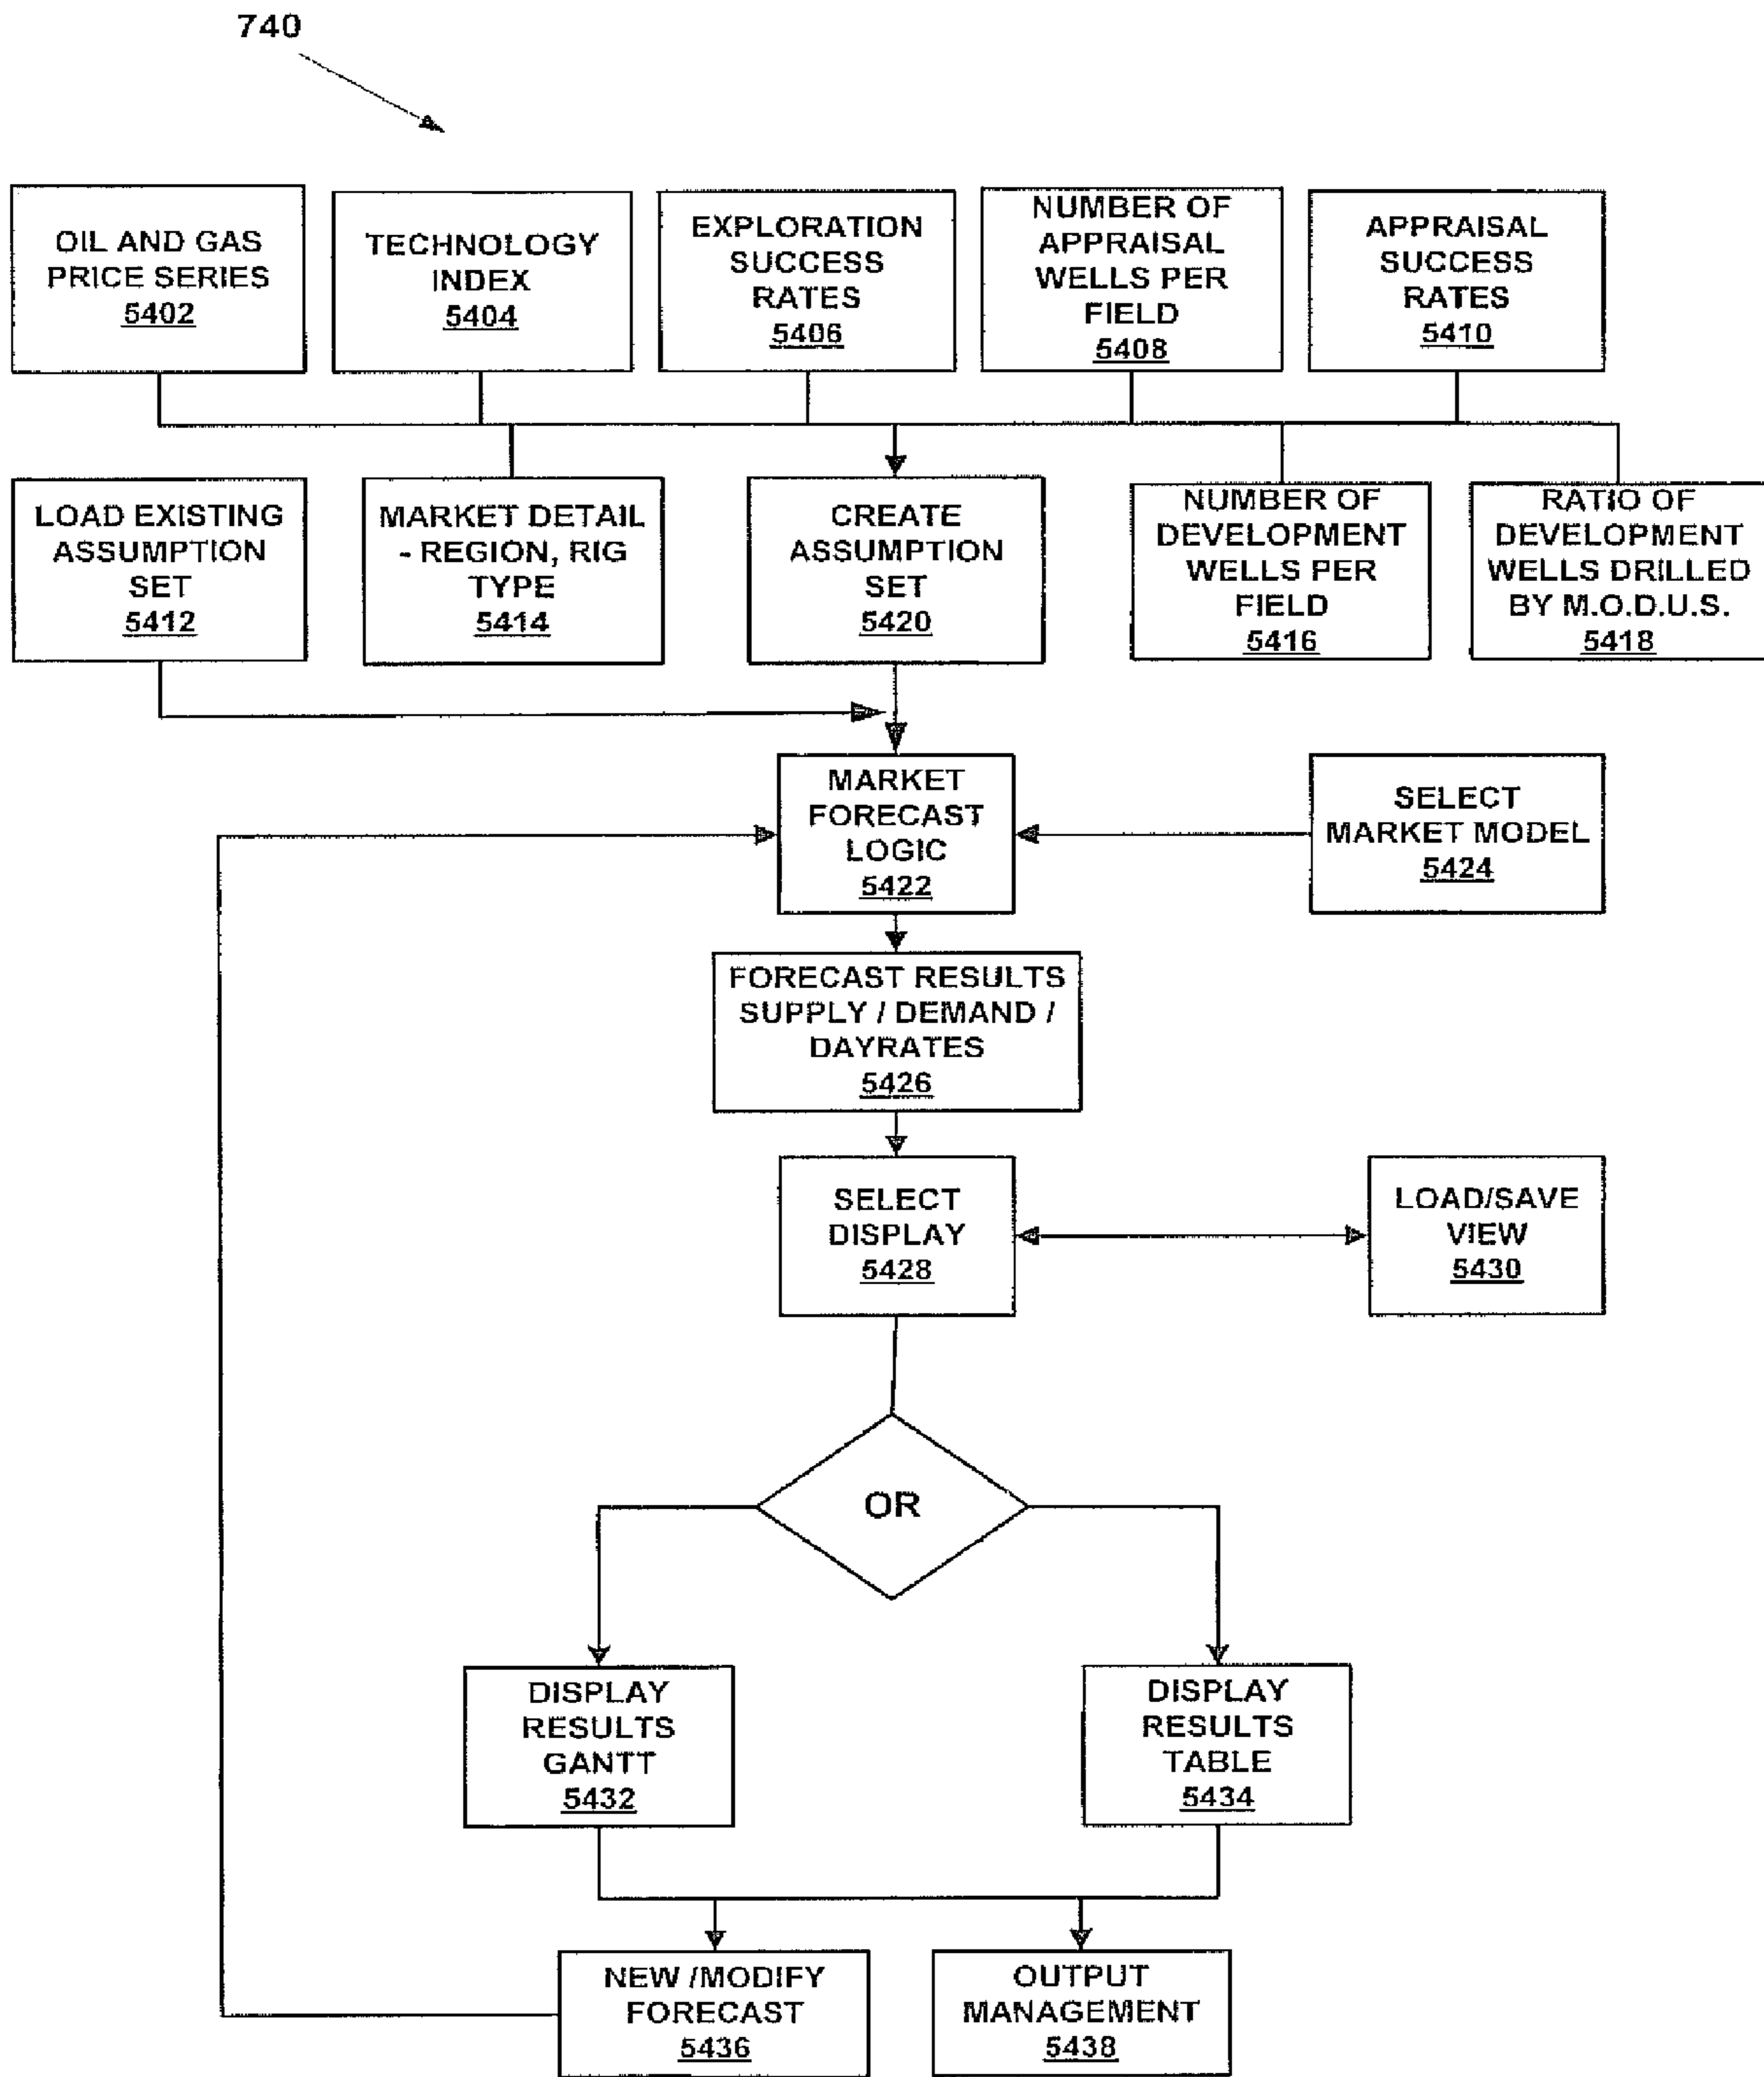 740
OIL AND GAS
PRICE SERIES
5402
TECHNOLOGY
INDEX
5404
EXPLORATION
SUCCESS
RATES
5406
NUMBER OF
APPRAISAL
WELLS PER
FIELD
5408
APPRAISAL
SUCCESS
RATES
5410
LOAD EXISTING
ASSUMPTION
SET
5412
MARKET DETAIL
- REGION, RIG
TYPE
5414
CREATE
ASSUMPTION
SET
5420
NUMBER OF
DEVELOPMENT
WELLS PER
FIELD
5416
RATIO OF
DEVELOPMENT
WELLS DRILLED
BY M.O.D.U.S.
5418
MARKET
FORECAST
LOGIC
5422
SELECT
MARKET MODEL
5424
FORECAST RESULTS
SUPPLY / DEMAND /
DAYRATES
5426
SELECT
DISPLAY
5428
LOAD/SAVE
VIEW
5430
OR
DISPLAY
RESULTS
GANTT
5432
DISPLAY
RESULTS
TABLE
5434
NEW /MODIFY
FORECAST
5436
OUTPUT
MANAGEMENT
5438